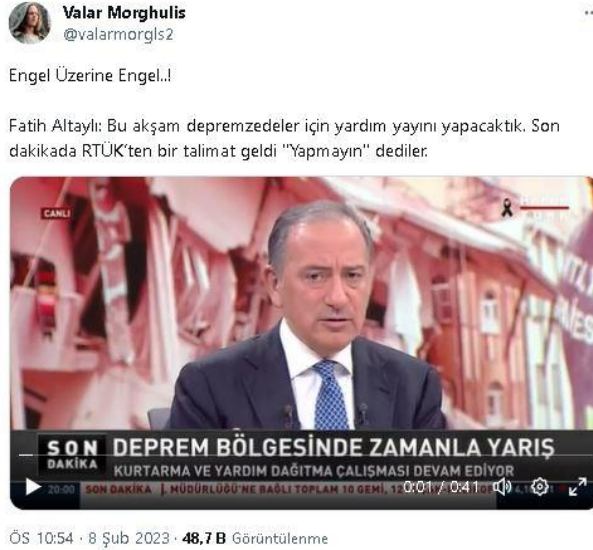 Valar Morghulis
@valarmorgls2
Engel Üzerine Engel..!
Fatih Altaylı: Bu akşam depremzedeler için yardım yayını yapacaktık. Son
dakikada RTÜK'ten bir talimat geldi "Yapmayın" dediler.
CANLI
SON DAKİKA
DEPREM BÖLGESİNDE ZAMANLA YARIŞ
KURTARMA VE YARDIM DAĞITMA ÇALIŞMASI DEVAM EDİYOR
0:01 / 0:41
20:00 SON DAKİKA MÜDÜRLÜĞÜ'NE BAĞLI TOPLAM 10 GEMİ,
ÖS 10:54 · 8 Şub 2023 · 48,7 B Görüntülenme